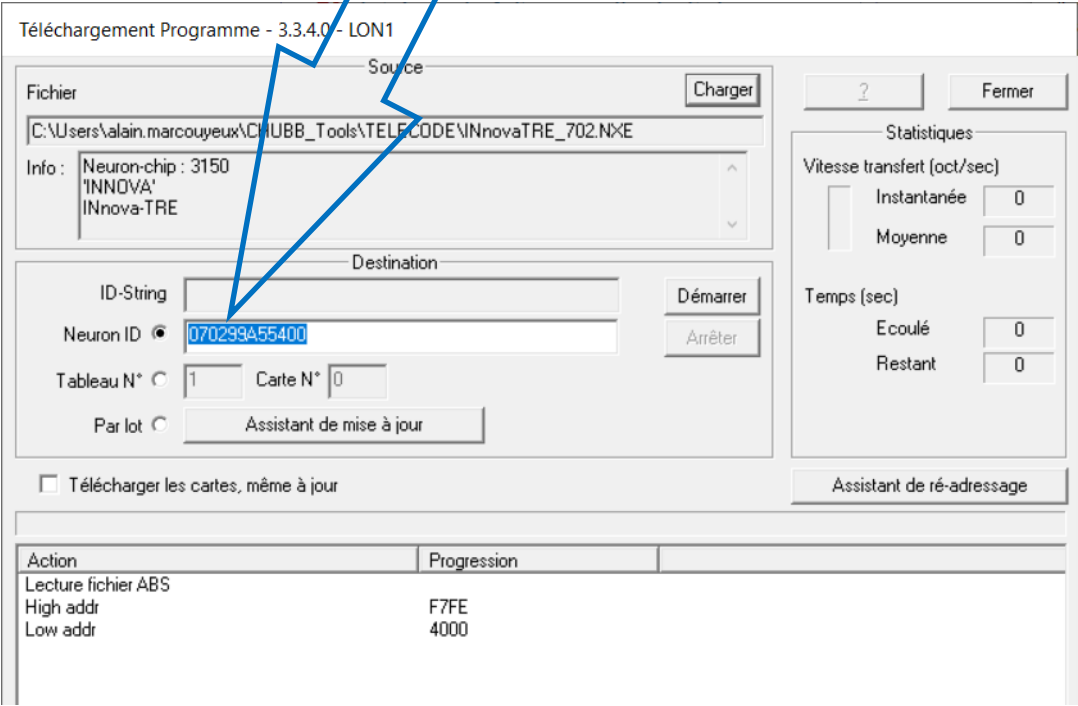 Téléchargement Programme - 3.3.4.0 - LON1
Source
Fichier
Charger
?
Fermer
C:\Users\alain.marcouyeux\CHUBB_Tools\TELECODE\INnovaTRE_702.NXE
Info :
Neuron-chip : 3150
'INNOVA'
INnova-TRE
Statistiques
Vitesse transfert (oct/sec)
Instantanée 0
Moyenne 0
Destination
ID-String
Démarrer
Neuron ID 070299A55400
Arrêter
Tableau N° 1 Carte N° 0
Par lot Assistant de mise à jour
Temps (sec)
Ecoulé 0
Restant 0
Télécharger les cartes, même à jour
Assistant de ré-adressage
Action Progression
Lecture fichier ABS
High addr F7FE
Low addr 4000